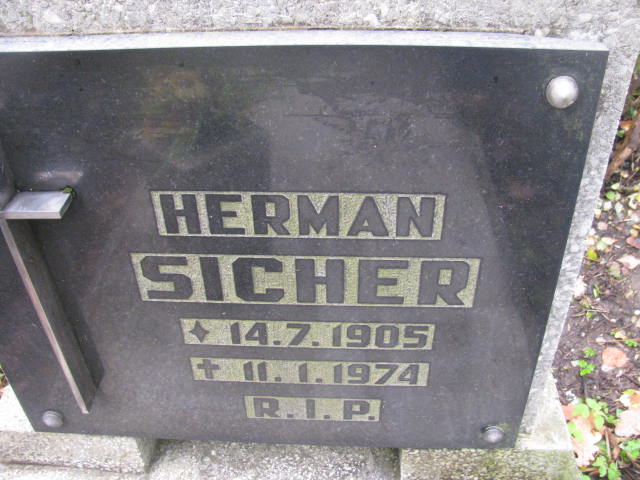 HERMAN
SICHER
✦ 14.7.1905
✝ 11.1.1974
R.I.P.